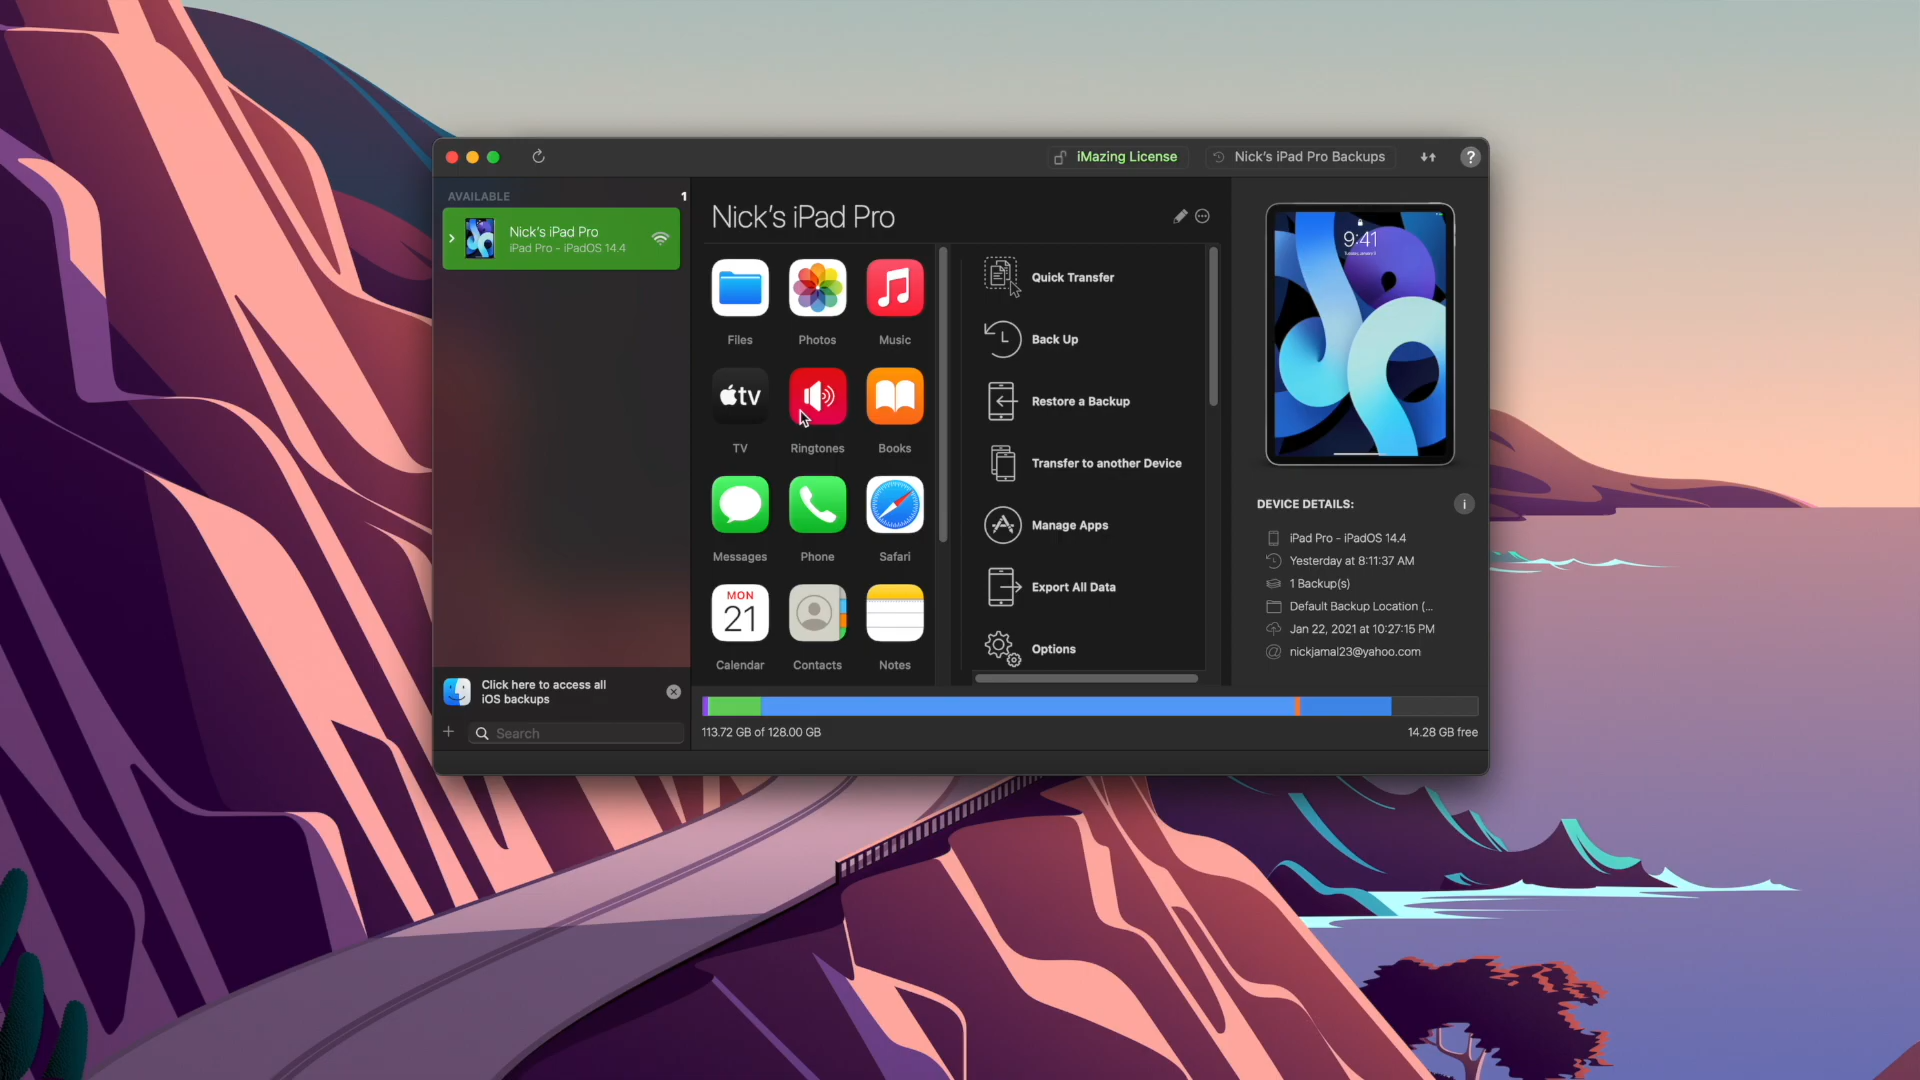 iMazing License
Nick's iPad Pro Backups
?
AVAILABLE
1
Nick's iPad Pro
iPad Pro - iPadOS 14.4
Click here to access all
iOS backups
Search
Nick's iPad Pro
Files
Photos
Music
tv
TV
Ringtones
Books
Messages
Phone
Safari
MON
21
Calendar
Contacts
Notes
Quick Transfer
Back Up
Restore a Backup
Transfer to another Device
Manage Apps
Export All Data
Options
113.72 GB of 128.00 GB
14.28 GB free
9:41
DEVICE DETAILS:
i
iPad Pro - iPadOS 14.4
Yesterday at 8:11:37 AM
1 Backup(s)
Default Backup Location (...
Jan 22, 2021 at 10:27:15 PM
nickjamal23@yahoo.com